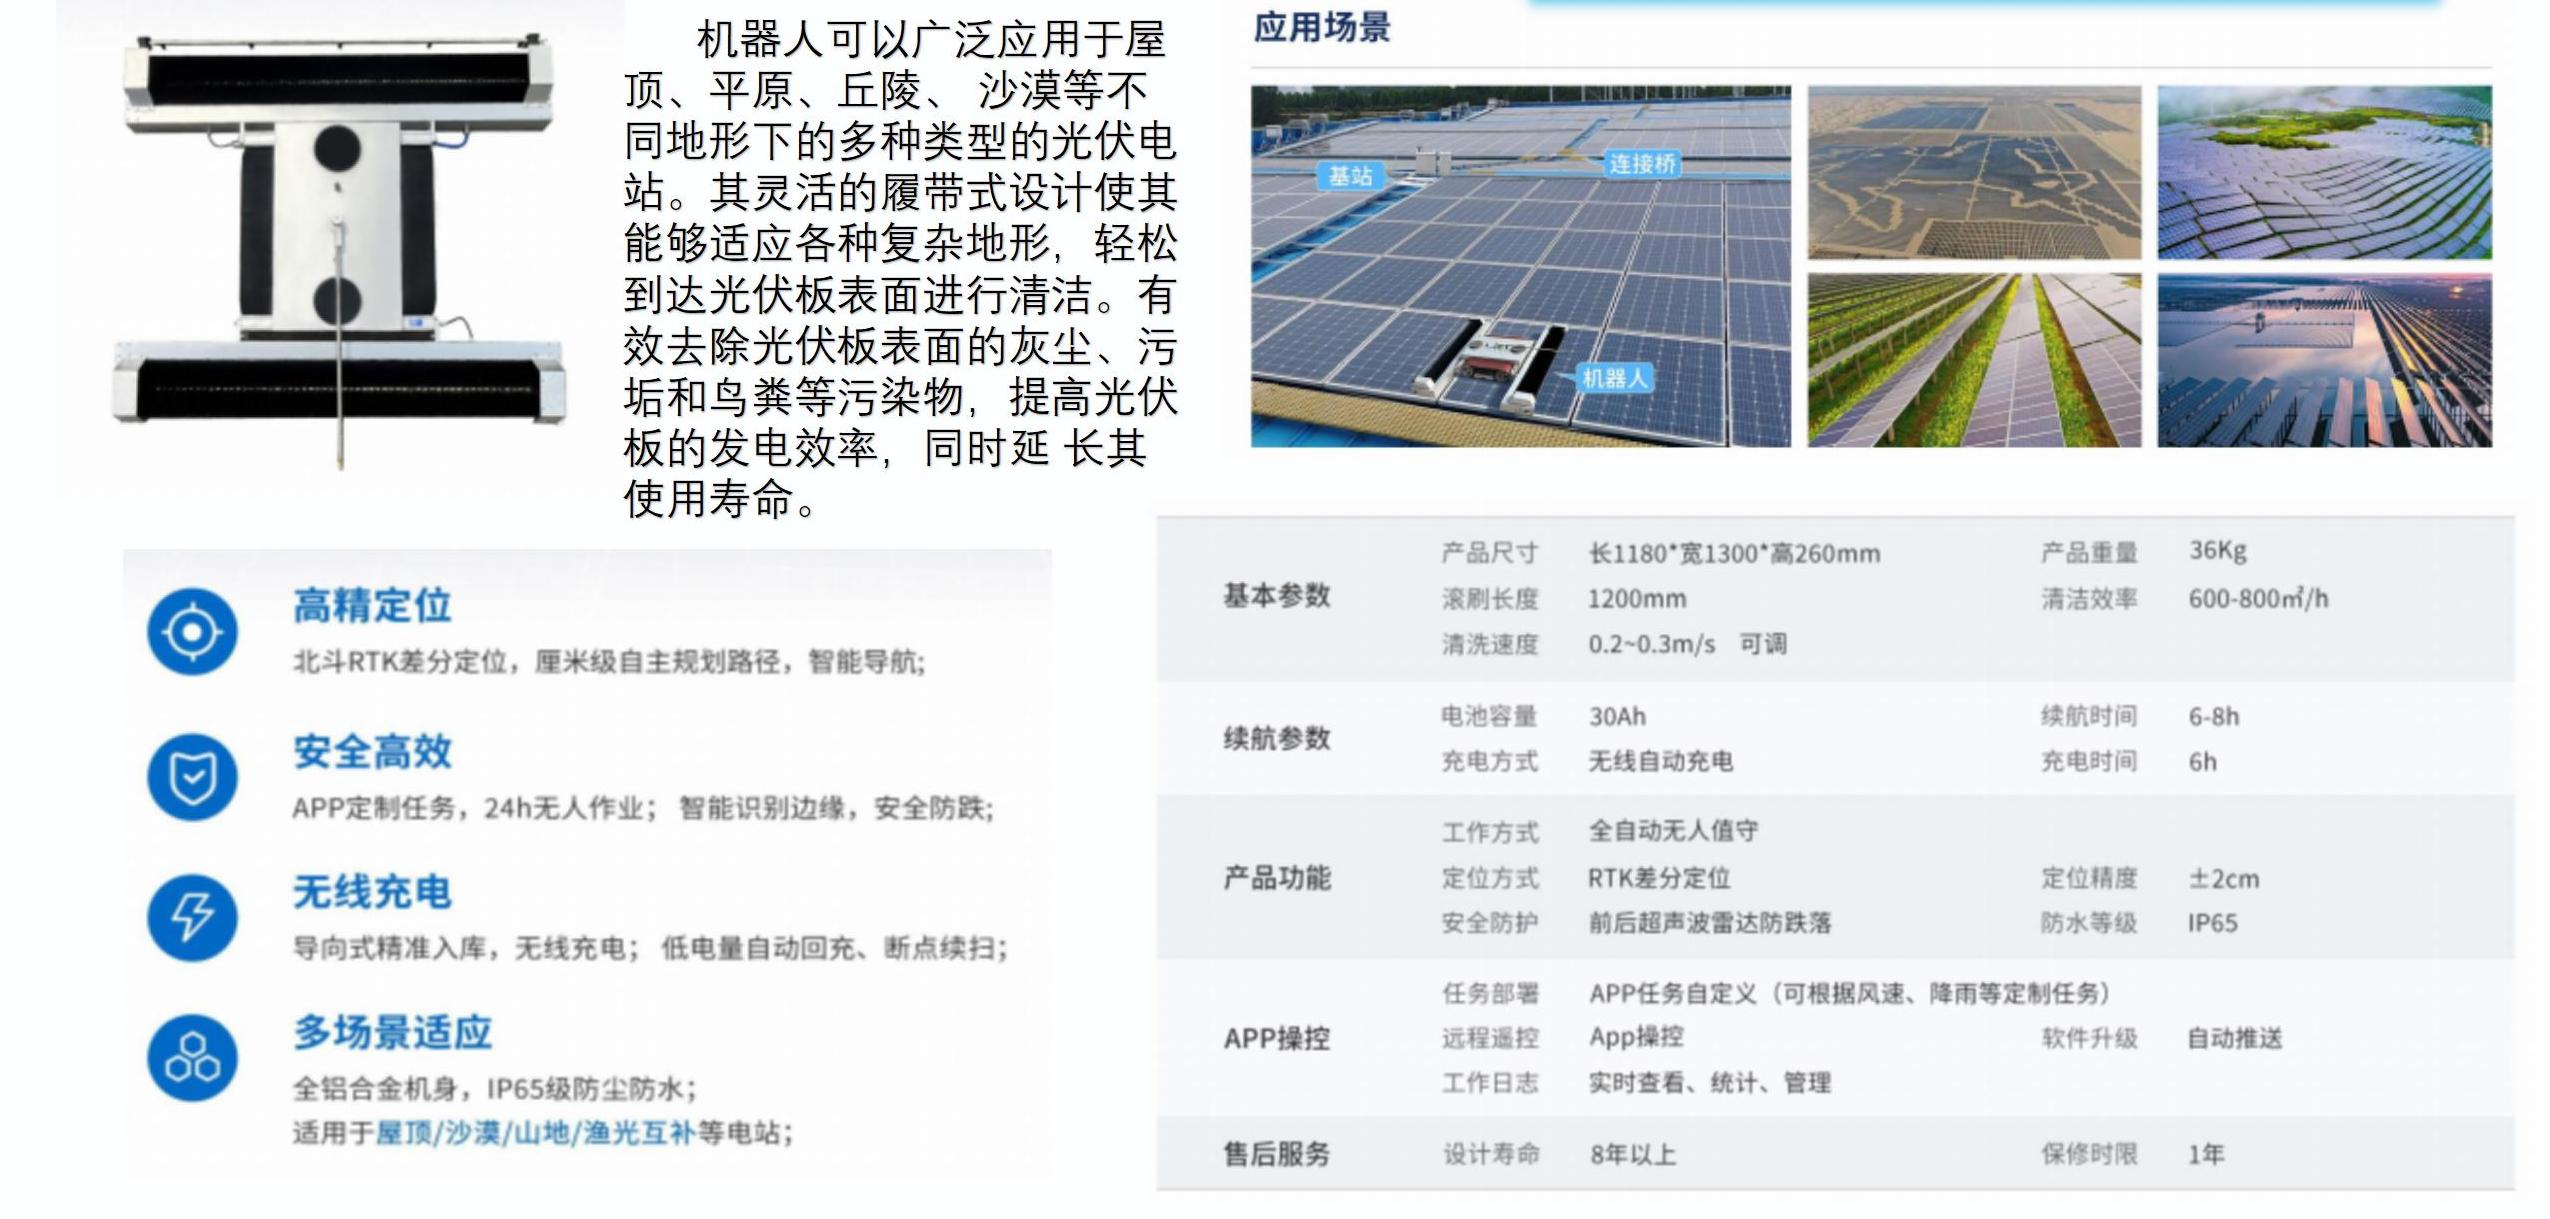 机器人可以广泛应用于屋
顶、平原、丘陵、 沙漠等不
同地形下的多种类型的光伏电
站。其灵活的履带式设计使其
能够适应各种复杂地形，轻松
到达光伏板表面进行清洁。有
效去除光伏板表面的灰尘、污
垢和鸟粪等污染物，提高光伏
板的发电效率，同时延 长其
使用寿命。
应用场景
基站
连接桥
机器人
高精定位
北斗RTK差分定位，厘米级自主规划路径，智能导航;
安全高效
APP定制任务，24h无人作业； 智能识别边缘，安全防跌;
无线充电
导向式精准入库，无线充电； 低电量自动回充、断点续扫；
多场景适应
全铝合金机身，IP65级防尘防水；
适用于屋顶/沙漠/山地/渔光互补等电站；
基本参数
产品尺寸 长1180*宽1300*高260mm 产品重量 36Kg
滚刷长度 1200mm 清洁效率 600-800㎡/h
清洗速度 0.2~0.3m/s 可调
续航参数
电池容量 30Ah 续航时间 6-8h
充电方式 无线自动充电 充电时间 6h
产品功能
工作方式 全自动无人值守
定位方式 RTK差分定位 定位精度 ±2cm
安全防护 前后超声波雷达防跌落 防水等级 IP65
APP操控
任务部署 APP任务自定义（可根据风速、降雨等定制任务）
远程遥控 App操控 软件升级 自动推送
工作日志 实时查看、统计、管理
售后服务
设计寿命 8年以上 保修时限 1年